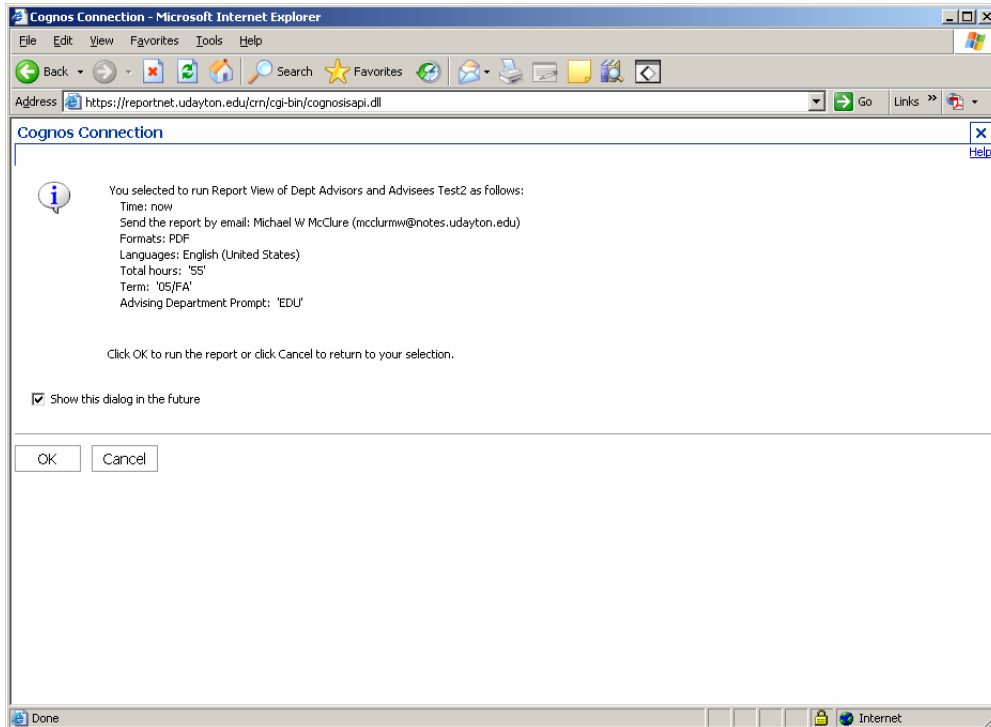 Cognos Connection - Microsoft Internet Explorer
File Edit View Favorites Tools Help
Back Search Favorites
Address https://reportnet.udayton.edu/crn/cgi-bin/cognosisapi.dll Go Links »
Cognos Connection
Help
You selected to run Report View of Dept Advisors and Advisees Test2 as follows:
Time: now
Send the report by email: Michael W McClure (mcclurmw@notes.udayton.edu)
Formats: PDF
Languages: English (United States)
Total hours: '55'
Term: '05/FA'
Advising Department Prompt: 'EDU'
Click OK to run the report or click Cancel to return to your selection.
Show this dialog in the future
OK Cancel
Done Internet